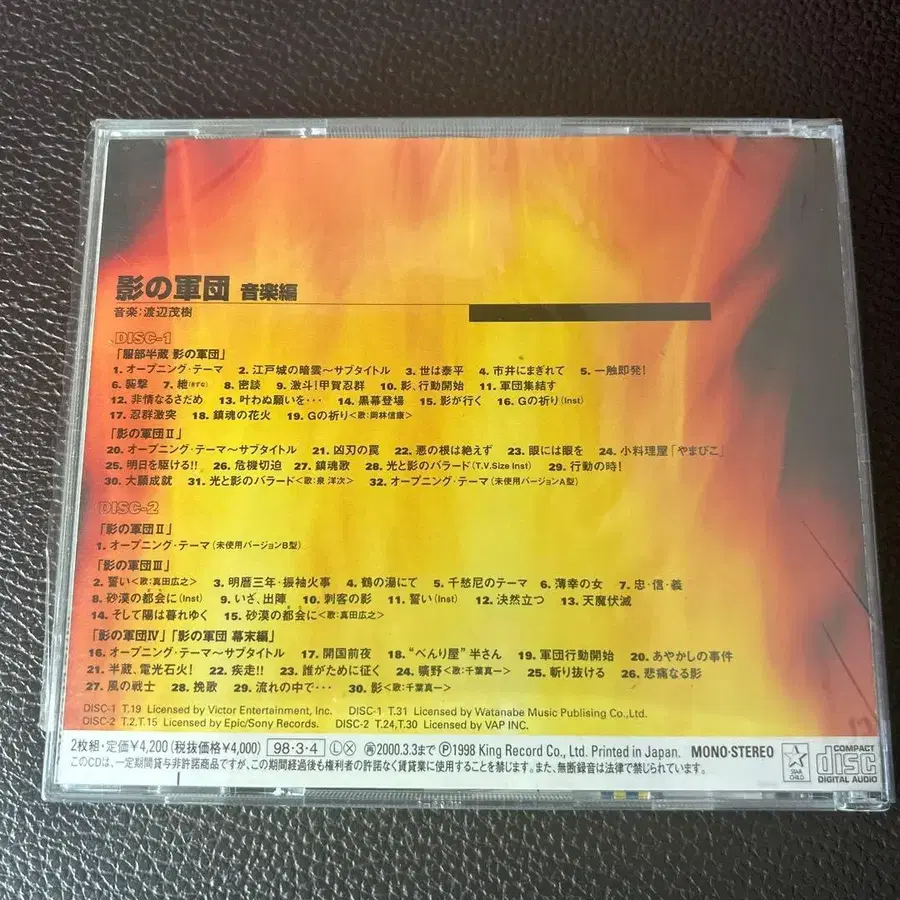 影の軍団 音楽編
音楽:渡辺茂樹
DISC-1
「服部半蔵 影の軍団」
1. オープニング・テーマ 2. 江戸城の暗雲〜サブタイトル 3. 世は泰平 4. 市井にまぎれて 5. 一触即発!
6. 襲撃 7. 絶(きずな) 8. 密談 9. 激斗!甲賀忍群 10. 影、行動開始 11. 軍団集結す
12. 非情なるさだめ 13. 叶わぬ願いを・・・ 14. 黒幕登場 15. 影が行く 16. Gの祈り(Inst)
17. 忍群激突 18. 鎮魂の花火 19. Gの祈り<歌:岡林信康>
「影の軍団Ⅱ」
20. オープニング・テーマ〜サブタイトル 21. 凶刃の罠 22. 悪の根は絶えず 23. 眼には眼を 24. 小料理屋「やまびこ」
25. 明日を駆ける!! 26. 危機切迫 27. 鎮魂歌 28. 光と影のバラード(T.V.Size Inst) 29. 行動の時!
30. 大願成就 31. 光と影のバラード<歌:泉 洋次> 32. オープニング・テーマ(未使用バージョンA型)
DISC-2
「影の軍団Ⅱ」
1. オープニング・テーマ(未使用バージョンB型)
「影の軍団Ⅲ」
2. 誓い<歌:真田広之> 3. 明暦三年・振袖火事 4. 鶴の湯にて 5. 千愁尼のテーマ 6. 薄幸の女 7. 忠・信・義
8. 砂漠の都会に(Inst) 9. いざ、出陣 10. 刺客の影 11. 誓い(Inst) 12. 決然立つ 13. 天魔伏滅
14. そして陽は暮れゆく 15. 砂漠の都会に<歌:真田広之>
「影の軍団Ⅳ」「影の軍団 幕末編」
16. オープニング・テーマ〜サブタイトル 17. 開国前夜 18. “べんり屋”半さん 19. 軍団行動開始 20. あやかしの事件
21. 半蔵、電光石火! 22. 疾走!! 23. 誰がために征く 24. 曠野<歌:千葉真一> 25. 斬り抜ける 26. 悲痛なる影
27. 風の戦士 28. 挽歌 29. 流れの中で・・・ 30. 影<歌:千葉真一>
DISC-1 T.19 Licensed by Victor Entertainment, Inc. DISC-1 T.31 Licensed by Watanabe Music Publising Co.,Ltd.
DISC-2 T.2,T.15 Licensed by Epic/Sony Records. DISC-2 T.24,T.30 Licensed by VAP INC.
2枚組・定価¥4,200(税抜価格¥4,000) 98・3・4 Ⓛ Ⓧ 再2000.3.3まで Ⓟ1998 King Record Co., Ltd. Printed in Japan. MONO・STEREO
このCDは、一定期間貸与非許諾商品ですが、この期間経過後も権利者の許諾なく賃貸業に使用することを禁じます。また、無断録音は法律で禁じられています。
STAR CHILD
COMPACT disc DIGITAL AUDIO